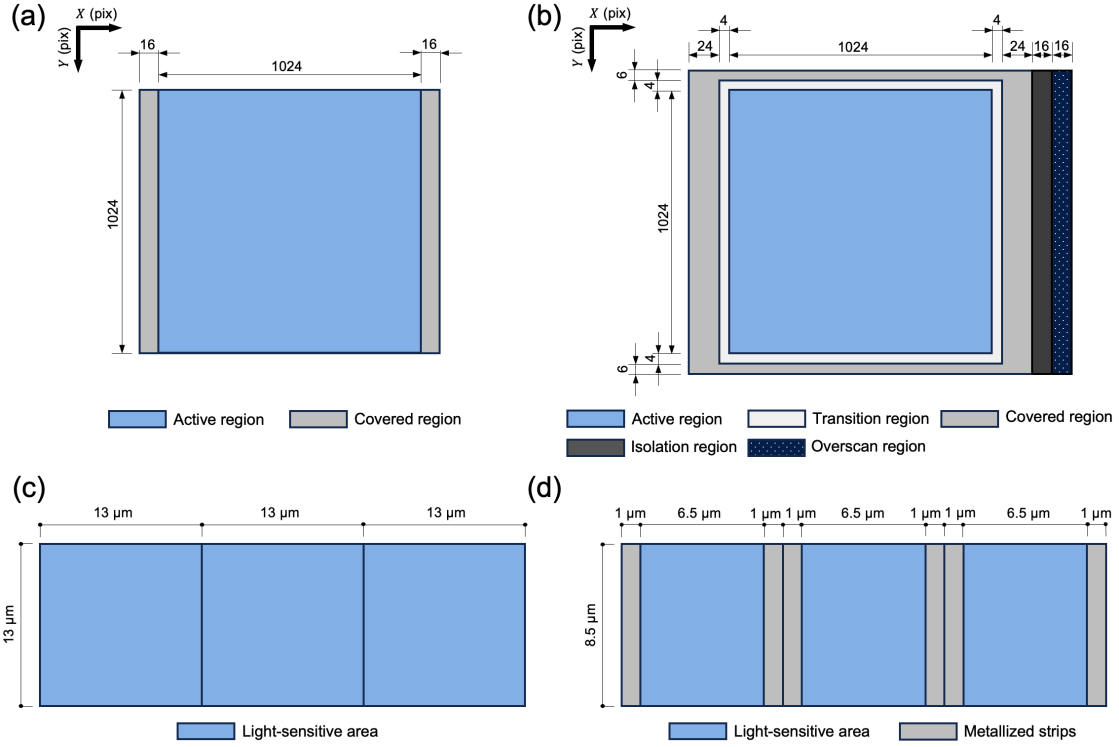 (a)
X (pix)
Y (pix)
16
16
1024
1024
Active region
Covered region
(b)
X (pix)
Y (pix)
4
4
24
1024
24
16
16
6
4
1024
4
6
Active region
Transition region
Covered region
Isolation region
Overscan region
(c)
13 μm
13 μm
13 μm
13 μm
Light-sensitive area
(d)
1 μm
6.5 μm
1 μm
1 μm
6.5 μm
1 μm
1 μm
6.5 μm
1 μm
8.5 μm
Light-sensitive area
Metallized strips